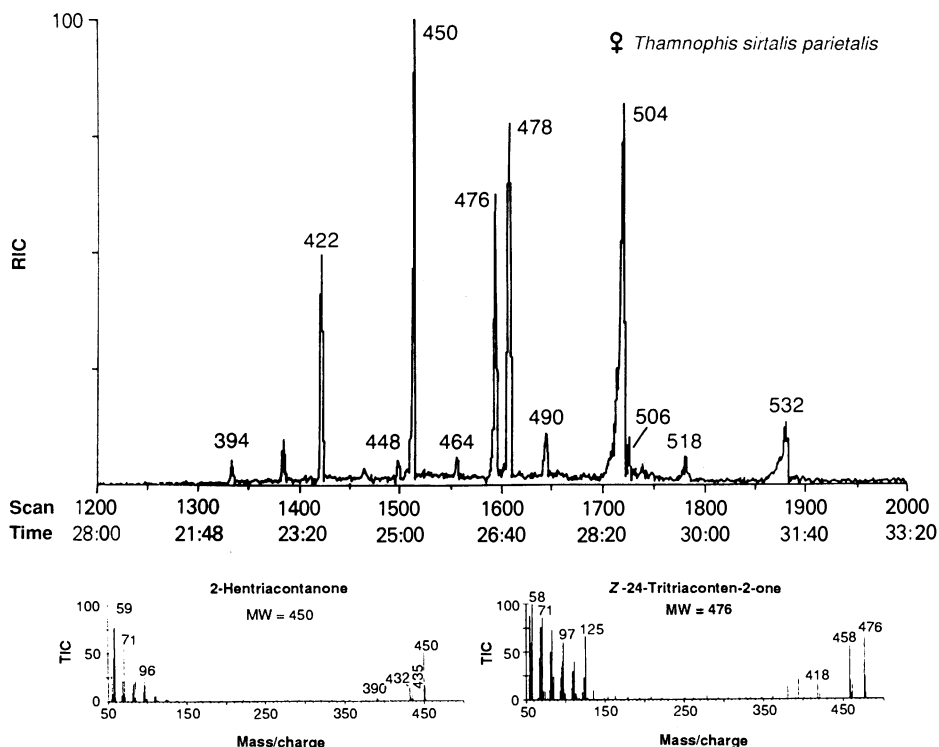 100
♀ Thamnophis sirtalis parietalis
450
504
478
476
422
RIC
394
448
464
490
506
518
532
Scan 1200 1300 1400 1500 1600 1700 1800 1900 2000
Time 28:00 21:48 23:20 25:00 26:40 28:20 30:00 31:40 33:20
2-Hentriacontanone
MW = 450
100
59
71
96
50
TIC
0
390
432
435
450
50 150 250 350 450
Mass/charge
Z-24-Tritriaconten-2-one
MW = 476
100
58
71
97
125
50
TIC
0
418
458
476
50 150 250 350 450
Mass/charge